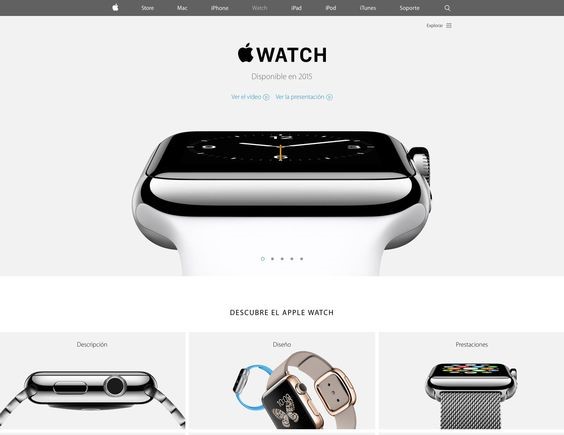 Store Mac iPhone Watch iPad iPod iTunes Soporte
Explorar
WATCH
Disponible en 2015
Ver el vídeo Ver la presentación
DESCUBRE EL APPLE WATCH
Descripción Diseño Prestaciones